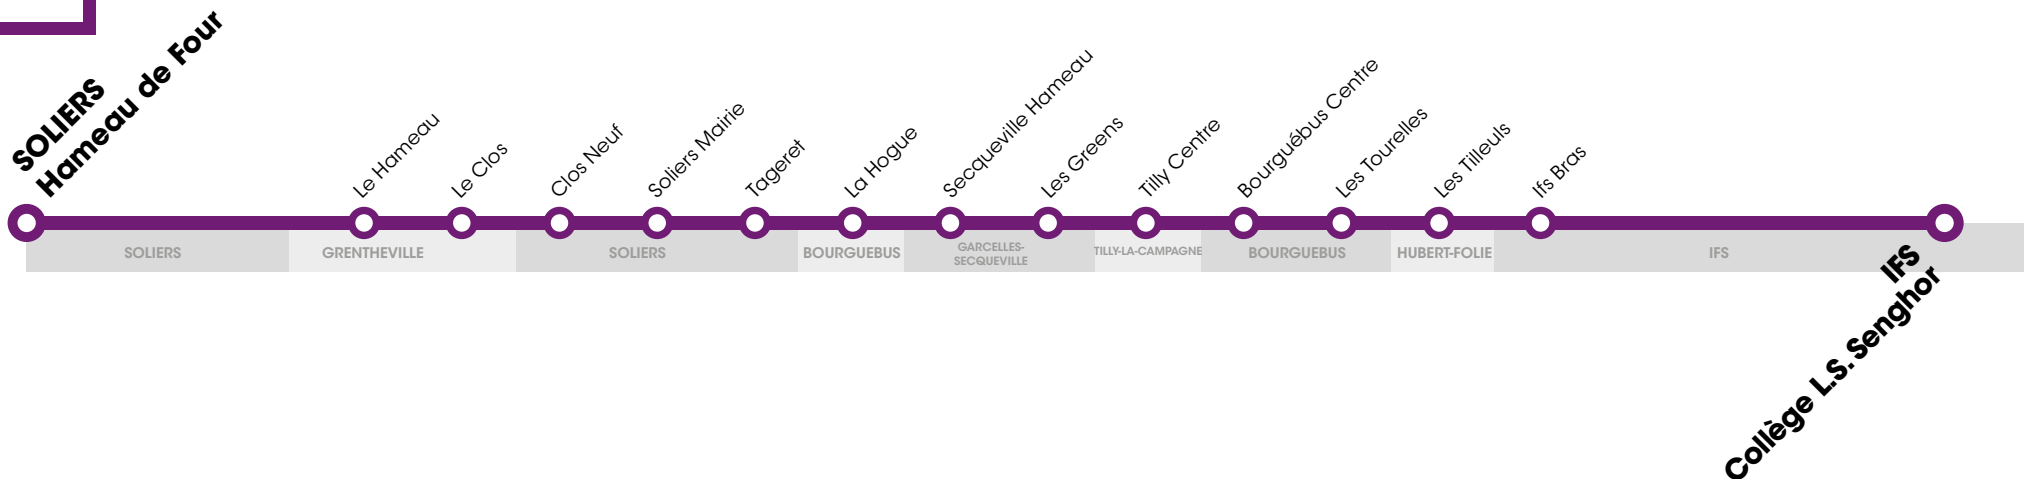 SOLIERS
Hameau de Four
Le Hameau
Le Clos
Clos Neuf
Soliers Mairie
Tageret
La Hogue
Secqueville Hameau
Les Greens
Tilly Centre
Bourguébus Centre
Les Tourelles
Les Tilleuls
Ifs Bras
SOLIERS
GRENTHEVILLE
SOLIERS
BOURGUEBUS
GARCELLES-
SECQUEVILLE
TILLY-LA-CAMPAGNE
BOURGUEBUS
HUBERT-FOLIE
IFS
IFS
Collège L.S. Senghor